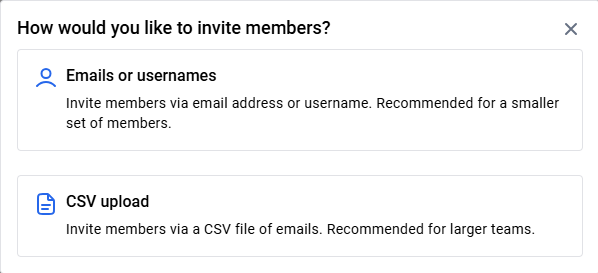 How would you like to invite members?
Emails or usernames
Invite members via email address or username. Recommended for a smaller
set of members.
CSV upload
Invite members via a CSV file of emails. Recommended for larger teams.